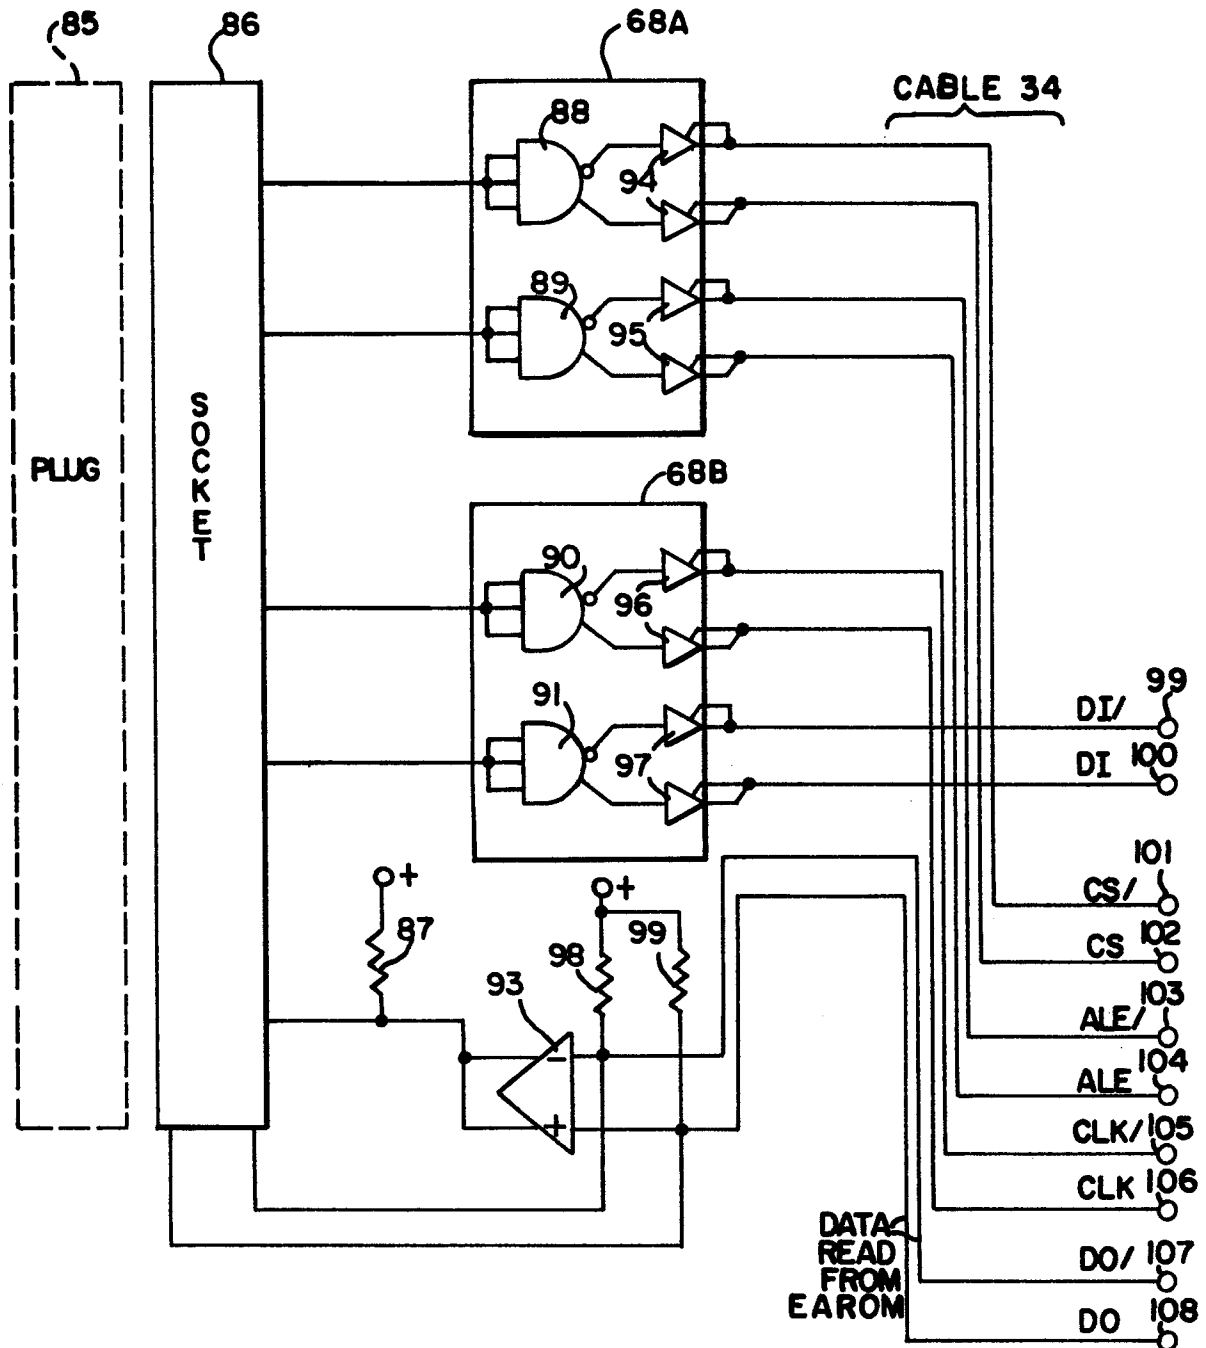 85
86
68A
CABLE 34
88
94
89
95
PLUG
SOCKET
68B
90
96
91
97
DI/ 99
DI 100
+
87
+
98
99
93
−
+
CS/ 101
CS 102
ALE/ 103
ALE 104
CLK/ 105
CLK 106
DATA
READ
FROM
EAROM
DO/ 107
DO 108